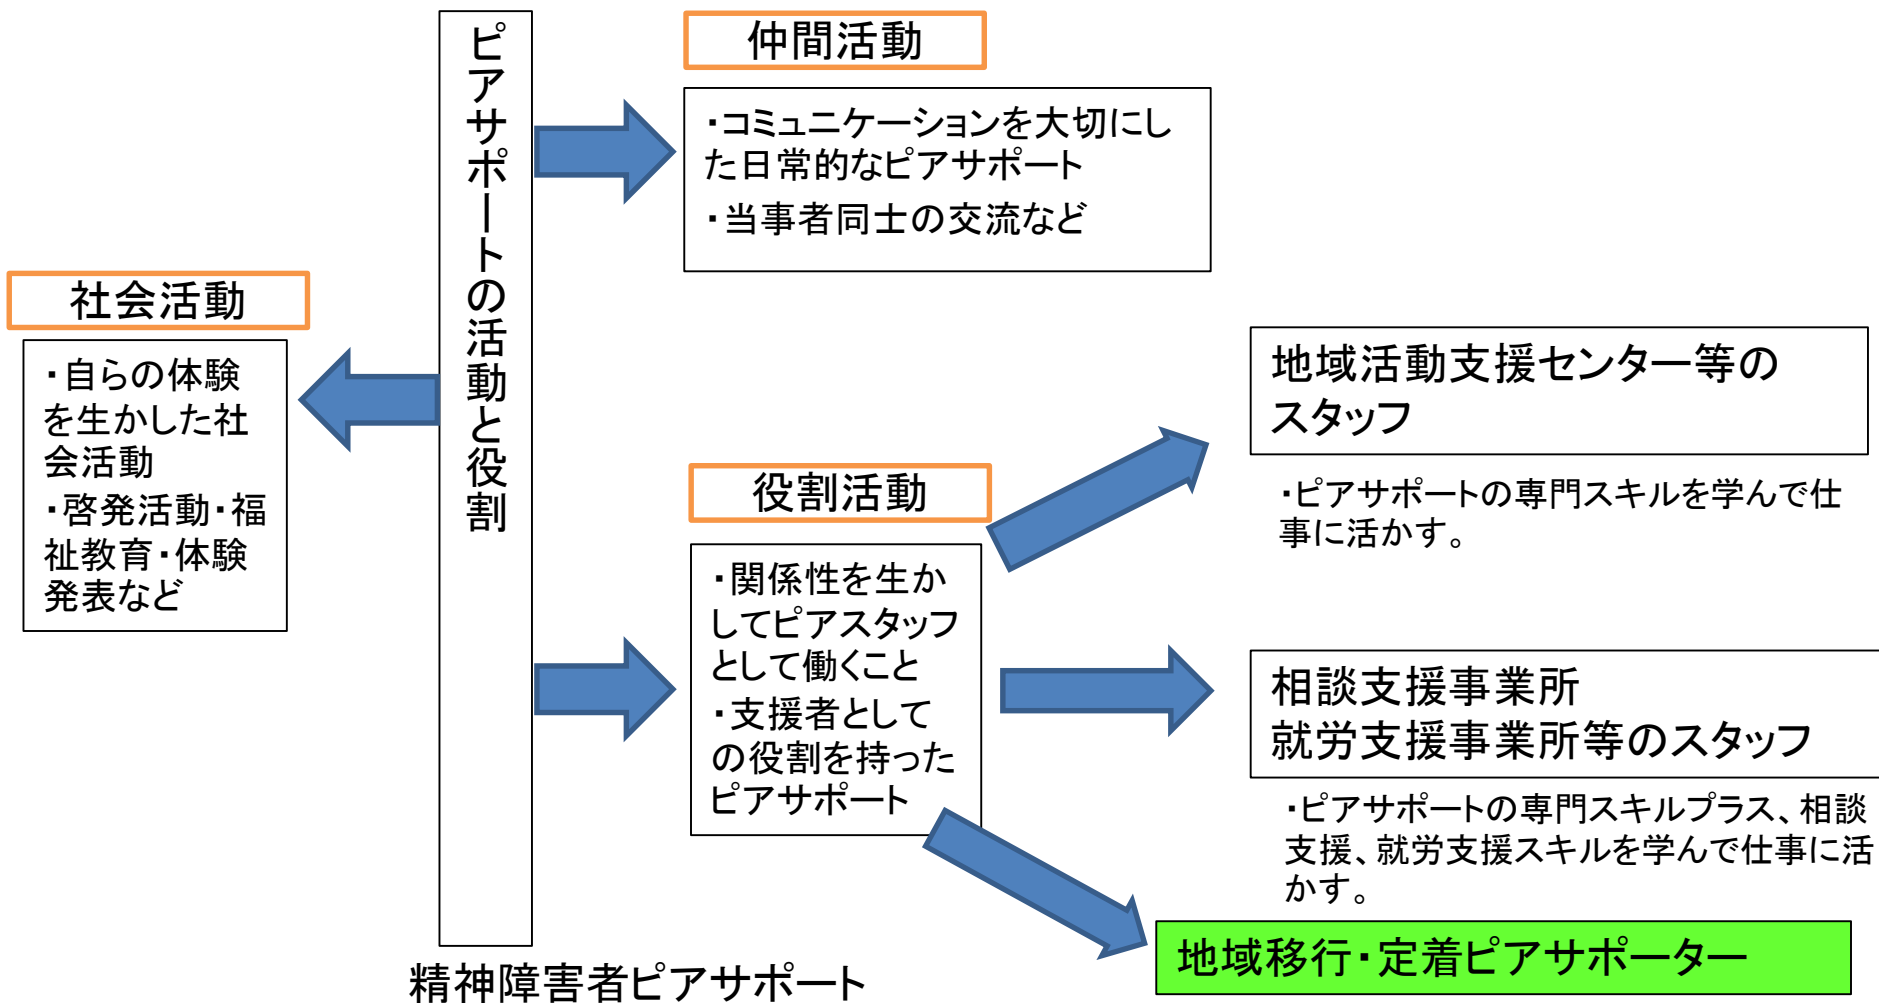 ピアサポートの活動と役割
仲間活動
・コミュニケーションを大切にし
た日常的なピアサポート
・当事者同士の交流など
社会活動
・自らの体験
を生かした社
会活動
・啓発活動・福
祉教育・体験
発表など
役割活動
・関係性を生か
してピアスタッフ
として働くこと
・支援者として
の役割を持った
ピアサポート
地域活動支援センター等の
スタッフ
・ピアサポートの専門スキルを学んで仕
事に活かす。
相談支援事業所
就労支援事業所等のスタッフ
・ピアサポートの専門スキルプラス、相談
支援、就労支援スキルを学んで仕事に活
かす。
地域移行・定着ピアサポーター
精神障害者ピアサポート